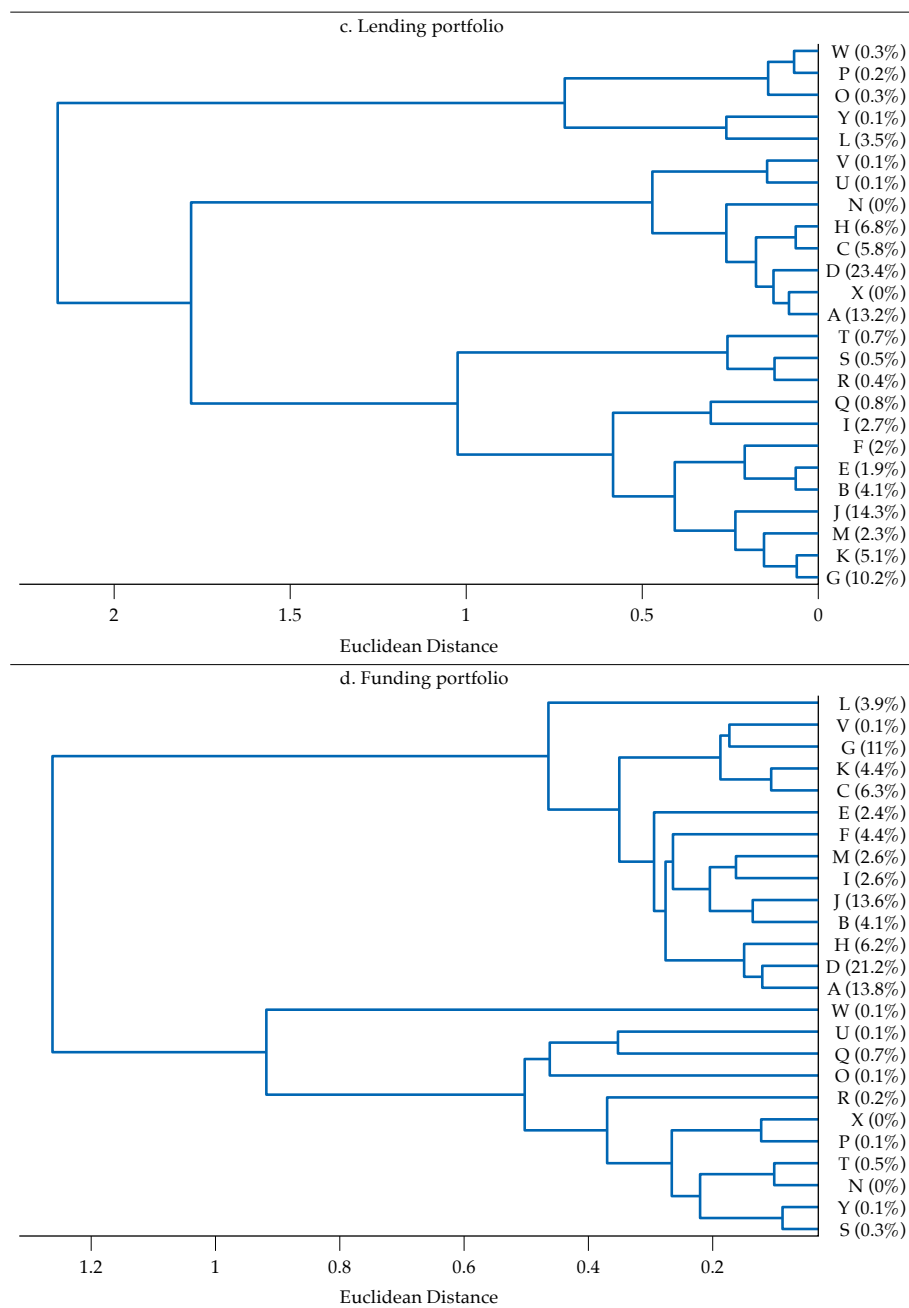 c. Lending portfolio
W (0.3%)
P (0.2%)
O (0.3%)
Y (0.1%)
L (3.5%)
V (0.1%)
U (0.1%)
N (0%)
H (6.8%)
C (5.8%)
D (23.4%)
X (0%)
A (13.2%)
T (0.7%)
S (0.5%)
R (0.4%)
Q (0.8%)
I (2.7%)
F (2%)
E (1.9%)
B (4.1%)
J (14.3%)
M (2.3%)
K (5.1%)
G (10.2%)
2 1.5 1 0.5 0
Euclidean Distance
d. Funding portfolio
L (3.9%)
V (0.1%)
G (11%)
K (4.4%)
C (6.3%)
E (2.4%)
F (4.4%)
M (2.6%)
I (2.6%)
J (13.6%)
B (4.1%)
H (6.2%)
D (21.2%)
A (13.8%)
W (0.1%)
U (0.1%)
Q (0.7%)
O (0.1%)
R (0.2%)
X (0%)
P (0.1%)
T (0.5%)
N (0%)
Y (0.1%)
S (0.3%)
1.2 1 0.8 0.6 0.4 0.2
Euclidean Distance